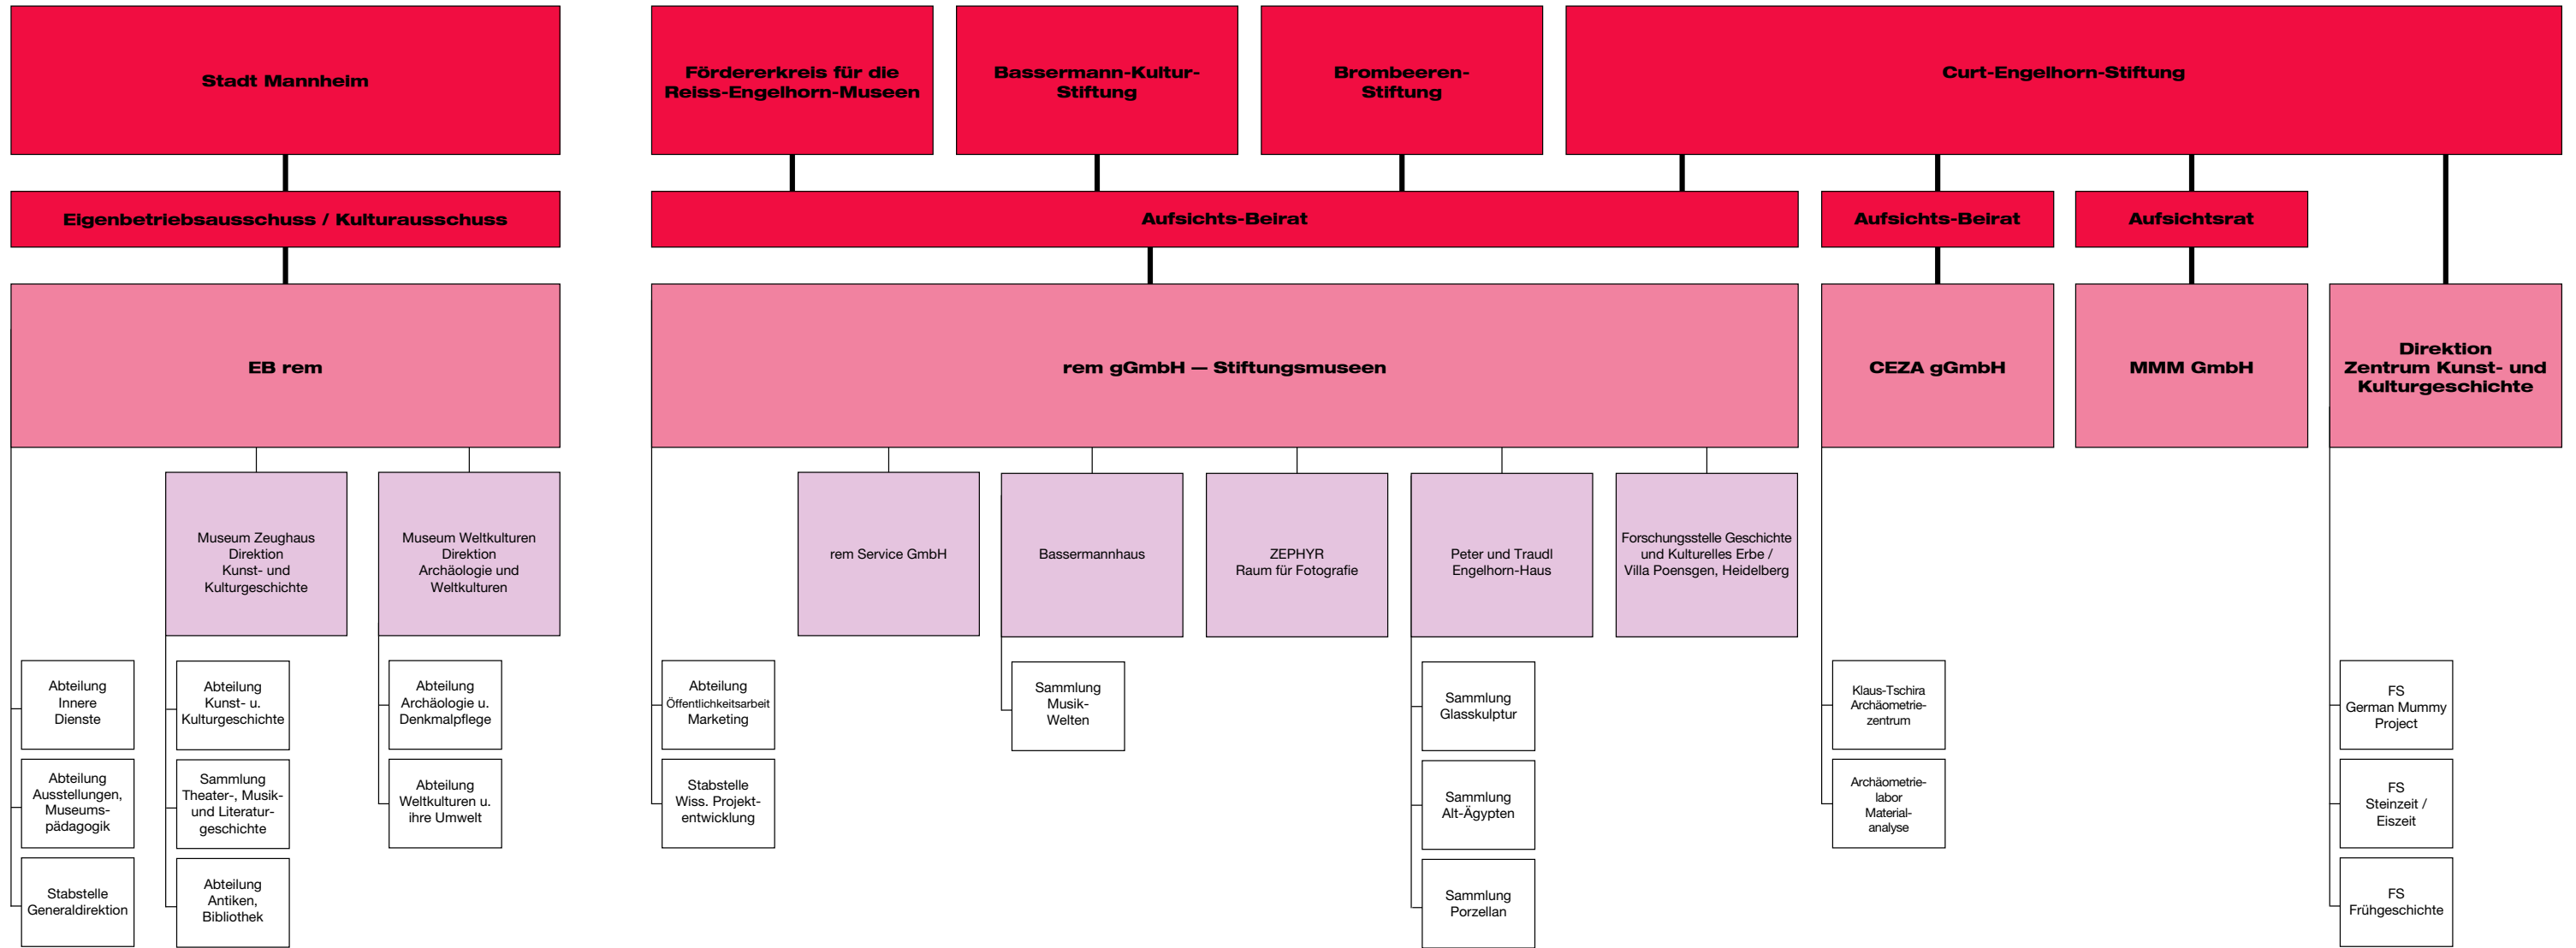 Stadt Mannheim
Fördererkreis für die
Reiss-Engelhorn-Museen
Bassermann-Kultur-
Stiftung
Brombeeren-
Stiftung
Curt-Engelhorn-Stiftung
Eigenbetriebsausschuss / Kulturausschuss
Aufsichts-Beirat
Aufsichts-Beirat
Aufsichtsrat
EB rem
rem gGmbH — Stiftungsmuseen
CEZA gGmbH
MMM GmbH
Direktion
Zentrum Kunst- und
Kulturgeschichte
Museum Zeughaus
Direktion
Kunst- und
Kulturgeschichte
Museum Weltkulturen
Direktion
Archäologie und
Weltkulturen
rem Service GmbH
Bassermannhaus
ZEPHYR
Raum für Fotografie
Peter und Traudl
Engelhorn-Haus
Forschungsstelle Geschichte
und Kulturelles Erbe /
Villa Poensgen, Heidelberg
Abteilung
Innere
Dienste
Abteilung
Kunst- u.
Kulturgeschichte
Abteilung
Archäologie u.
Denkmalpflege
Abteilung
Öffentlichkeitsarbeit
Marketing
Sammlung
Musik-
Welten
Sammlung
Glasskulptur
Klaus-Tschira
Archäometrie-
zentrum
FS
German Mummy
Project
Abteilung
Ausstellungen,
Museums-
pädagogik
Sammlung
Theater-, Musik-
und Literatur-
geschichte
Abteilung
Weltkulturen u.
ihre Umwelt
Stabstelle
Wiss. Projekt-
entwicklung
Sammlung
Alt-Ägypten
Archäometrie-
labor
Material-
analyse
FS
Steinzeit /
Eiszeit
Stabstelle
Generaldirektion
Abteilung
Antiken,
Bibliothek
Sammlung
Porzellan
FS
Frühgeschichte